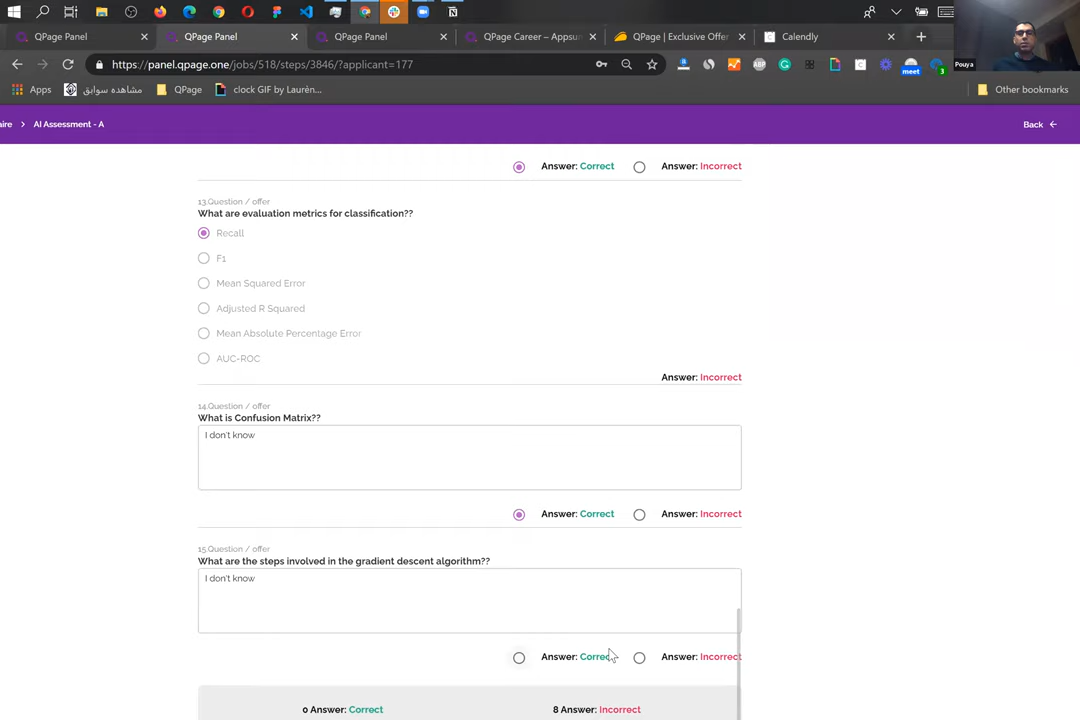 QPage Panel
QPage Panel
QPage Panel
QPage Career – Appsum
QPage | Exclusive Offer
Calendly
Pouya
https://panel.qpage.one/jobs/518/steps/3846/?applicant=177
meet
3
Apps
مشاهده سوابق
QPage
clock GIF by Laurèn...
Other bookmarks
aire > AI Assessment - A
Back
Answer: Correct
Answer: Incorrect
13.Question / offer
What are evaluation metrics for classification??
Recall
F1
Mean Squared Error
Adjusted R Squared
Mean Absolute Percentage Error
AUC-ROC
Answer: Incorrect
14.Question / offer
What is Confusion Matrix??
I don't know
Answer: Correct
Answer: Incorrect
15.Question / offer
What are the steps involved in the gradient descent algorithm??
I don't know
Answer: Correct
Answer: Incorrect
0 Answer: Correct
8 Answer: Incorrect